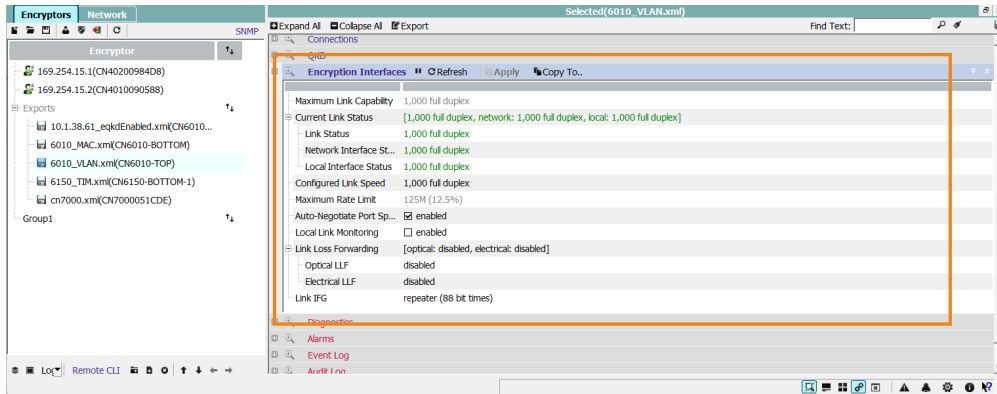 Encryptors Network
SNMP
Encryptor
169.254.15.1(CN40200984D8)
169.254.15.2(CN4010090588)
Exports
10.1.38.61_eqkdEnabled.xml(CN6010...
6010_MAC.xml(CN6010-BOTTOM)
6010_VLAN.xml(CN6010-TOP)
6150_TIM.xml(CN6150-BOTTOM-1)
cn7000.xml(CN7000051CDE)
Group1
Remote CLI
Selected(6010_VLAN.xml)
Expand All Collapse All Export Find Text:
Connections
QKD
Encryption Interfaces Refresh Apply Copy To..
Maximum Link Capability 1,000 full duplex
Current Link Status [1,000 full duplex, network: 1,000 full duplex, local: 1,000 full duplex]
Link Status 1,000 full duplex
Network Interface St... 1,000 full duplex
Local Interface Status 1,000 full duplex
Configured Link Speed 1,000 full duplex
Maximum Rate Limit 125M (12.5%)
Auto-Negotiate Port Sp... enabled
Local Link Monitoring enabled
Link Loss Forwarding [optical: disabled, electrical: disabled]
Optical LLF disabled
Electrical LLF disabled
Link IFG repeater (88 bit times)
Diagnostics
Alarms
Event Log
Audit Log